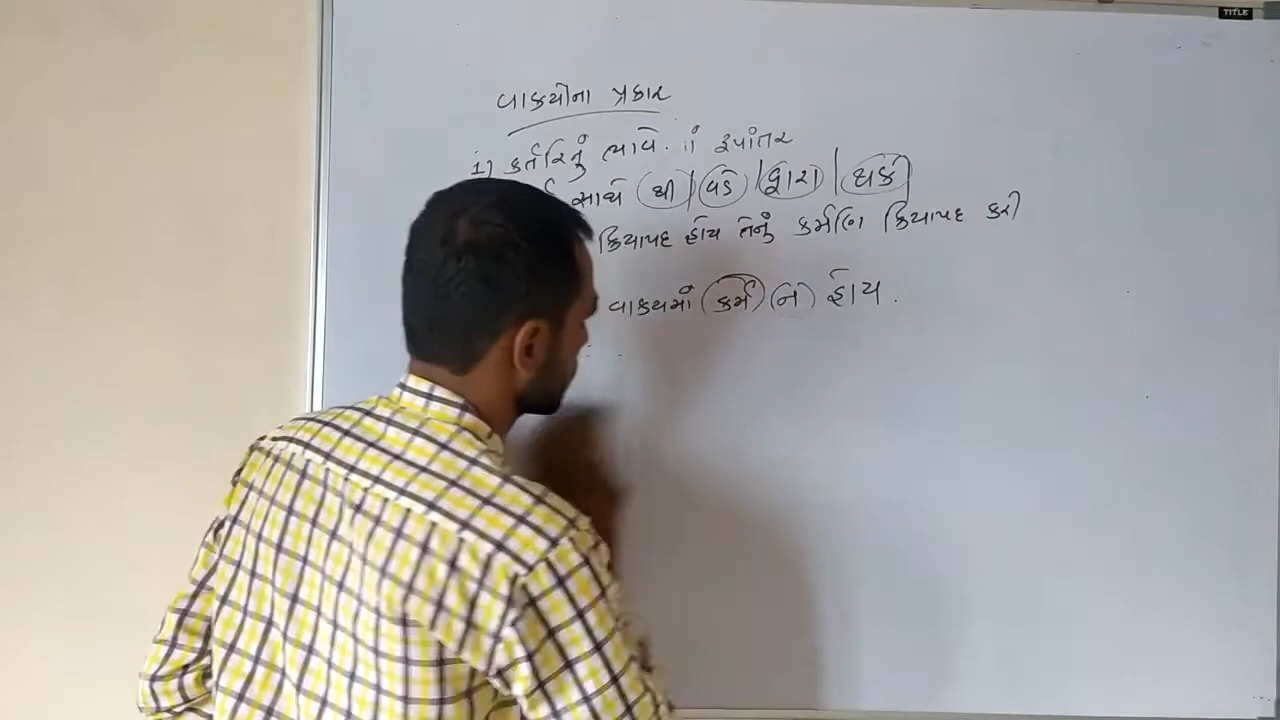 TITLE
વાક્યોના પ્રકાર
1) કર્તરિનું ભાવે.ાં રૂપાંતર
સાથે થી | વડે | દ્વારા | થકી
ક્રિયાપદ હોય તેનું કર્મણિ ક્રિયાપદ કરી
વાક્યમાં કર્મ ન હોય.